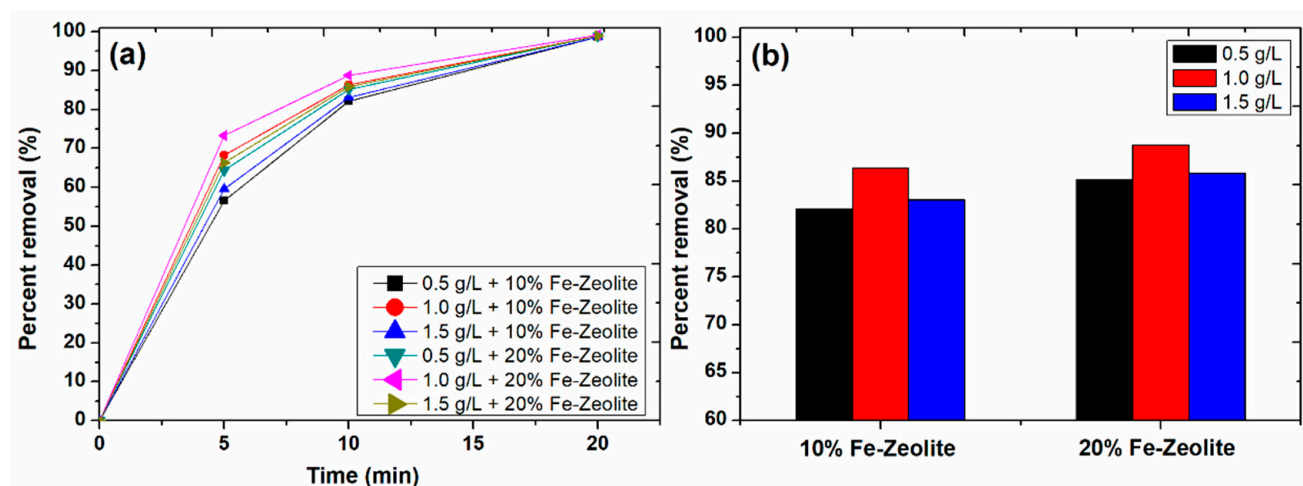 (a)
Percent removal (%)
100
90
80
70
60
50
40
30
20
10
0
0 5 10 15 20
Time (min)
0.5 g/L + 10% Fe-Zeolite
1.0 g/L + 10% Fe-Zeolite
1.5 g/L + 10% Fe-Zeolite
0.5 g/L + 20% Fe-Zeolite
1.0 g/L + 20% Fe-Zeolite
1.5 g/L + 20% Fe-Zeolite
(b)
Percent removal (%)
100
95
90
85
80
75
70
65
60
10% Fe-Zeolite 20% Fe-Zeolite
0.5 g/L
1.0 g/L
1.5 g/L